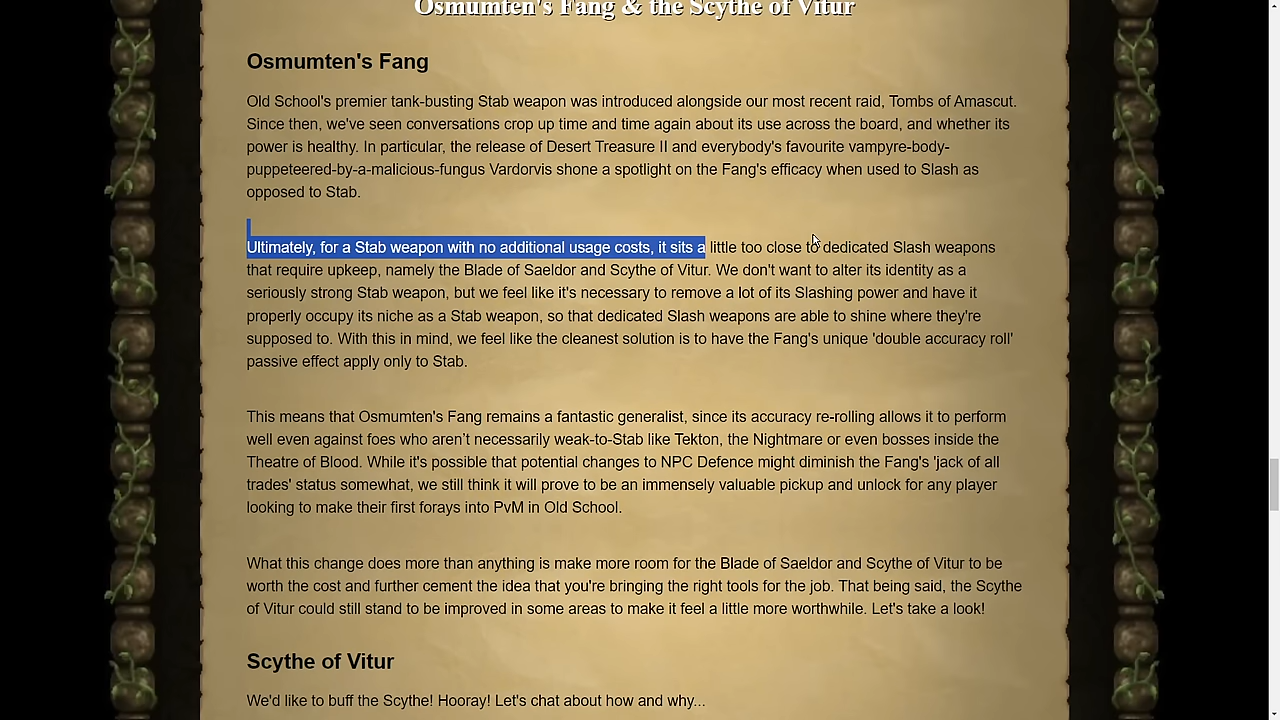 Osmumten's Fang & the Scythe of Vitur
Osmumten's Fang
Old School's premier tank-busting Stab weapon was introduced alongside our most recent raid, Tombs of Amascut.
Since then, we've seen conversations crop up time and time again about its use across the board, and whether its
power is healthy. In particular, the release of Desert Treasure II and everybody's favourite vampyre-body-
puppeteered-by-a-malicious-fungus Vardorvis shone a spotlight on the Fang's efficacy when used to Slash as
opposed to Stab.
Ultimately, for a Stab weapon with no additional usage costs, it sits a little too close to dedicated Slash weapons
that require upkeep, namely the Blade of Saeldor and Scythe of Vitur. We don't want to alter its identity as a
seriously strong Stab weapon, but we feel like it's necessary to remove a lot of its Slashing power and have it
properly occupy its niche as a Stab weapon, so that dedicated Slash weapons are able to shine where they're
supposed to. With this in mind, we feel like the cleanest solution is to have the Fang's unique 'double accuracy roll'
passive effect apply only to Stab.
This means that Osmumten's Fang remains a fantastic generalist, since its accuracy re-rolling allows it to perform
well even against foes who aren’t necessarily weak-to-Stab like Tekton, the Nightmare or even bosses inside the
Theatre of Blood. While it's possible that potential changes to NPC Defence might diminish the Fang's 'jack of all
trades' status somewhat, we still think it will prove to be an immensely valuable pickup and unlock for any player
looking to make their first forays into PvM in Old School.
What this change does more than anything is make more room for the Blade of Saeldor and Scythe of Vitur to be
worth the cost and further cement the idea that you're bringing the right tools for the job. That being said, the Scythe
of Vitur could still stand to be improved in some areas to make it feel a little more worthwhile. Let's take a look!
Scythe of Vitur
We'd like to buff the Scythe! Hooray! Let's chat about how and why...